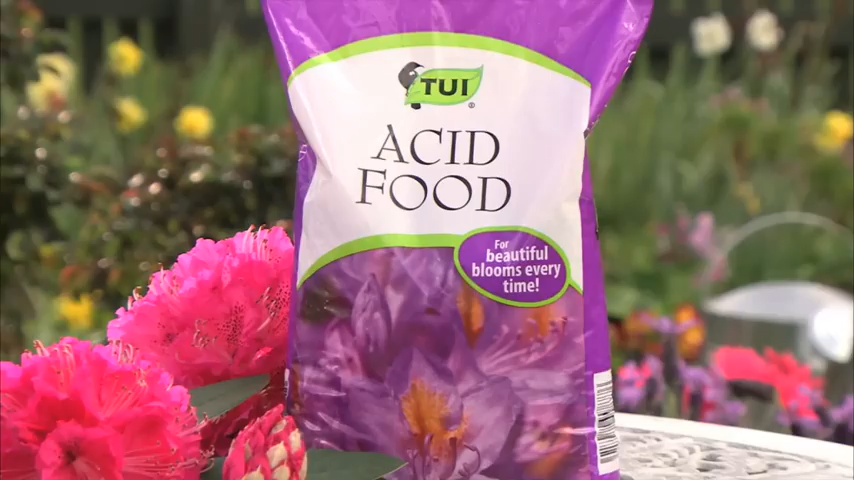 TUI
®
ACID
FOOD
For
beautiful
blooms every
time!